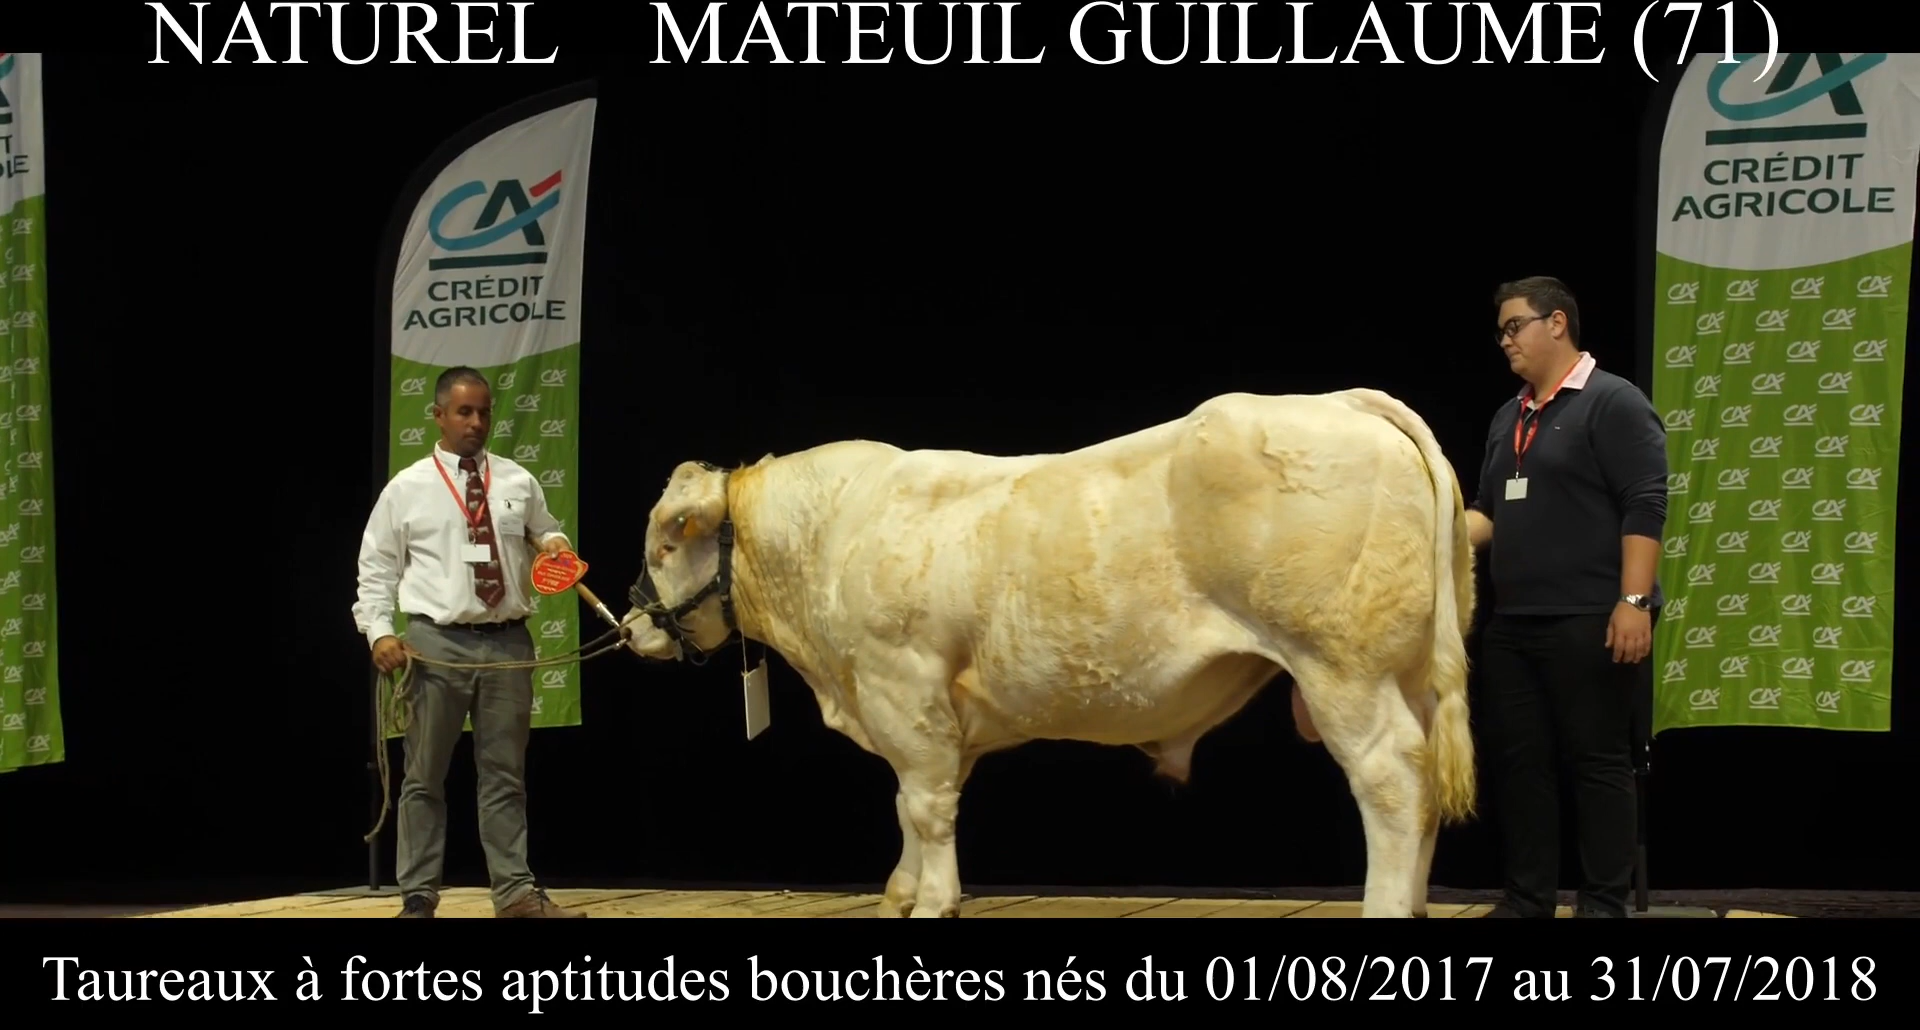 NATUREL MATEUIL GUILLAUME (71)
CRÉDIT
AGRICOLE
CRÉDIT
AGRICOLE
Taureaux à fortes aptitudes bouchères nés du 01/08/2017 au 31/07/2018